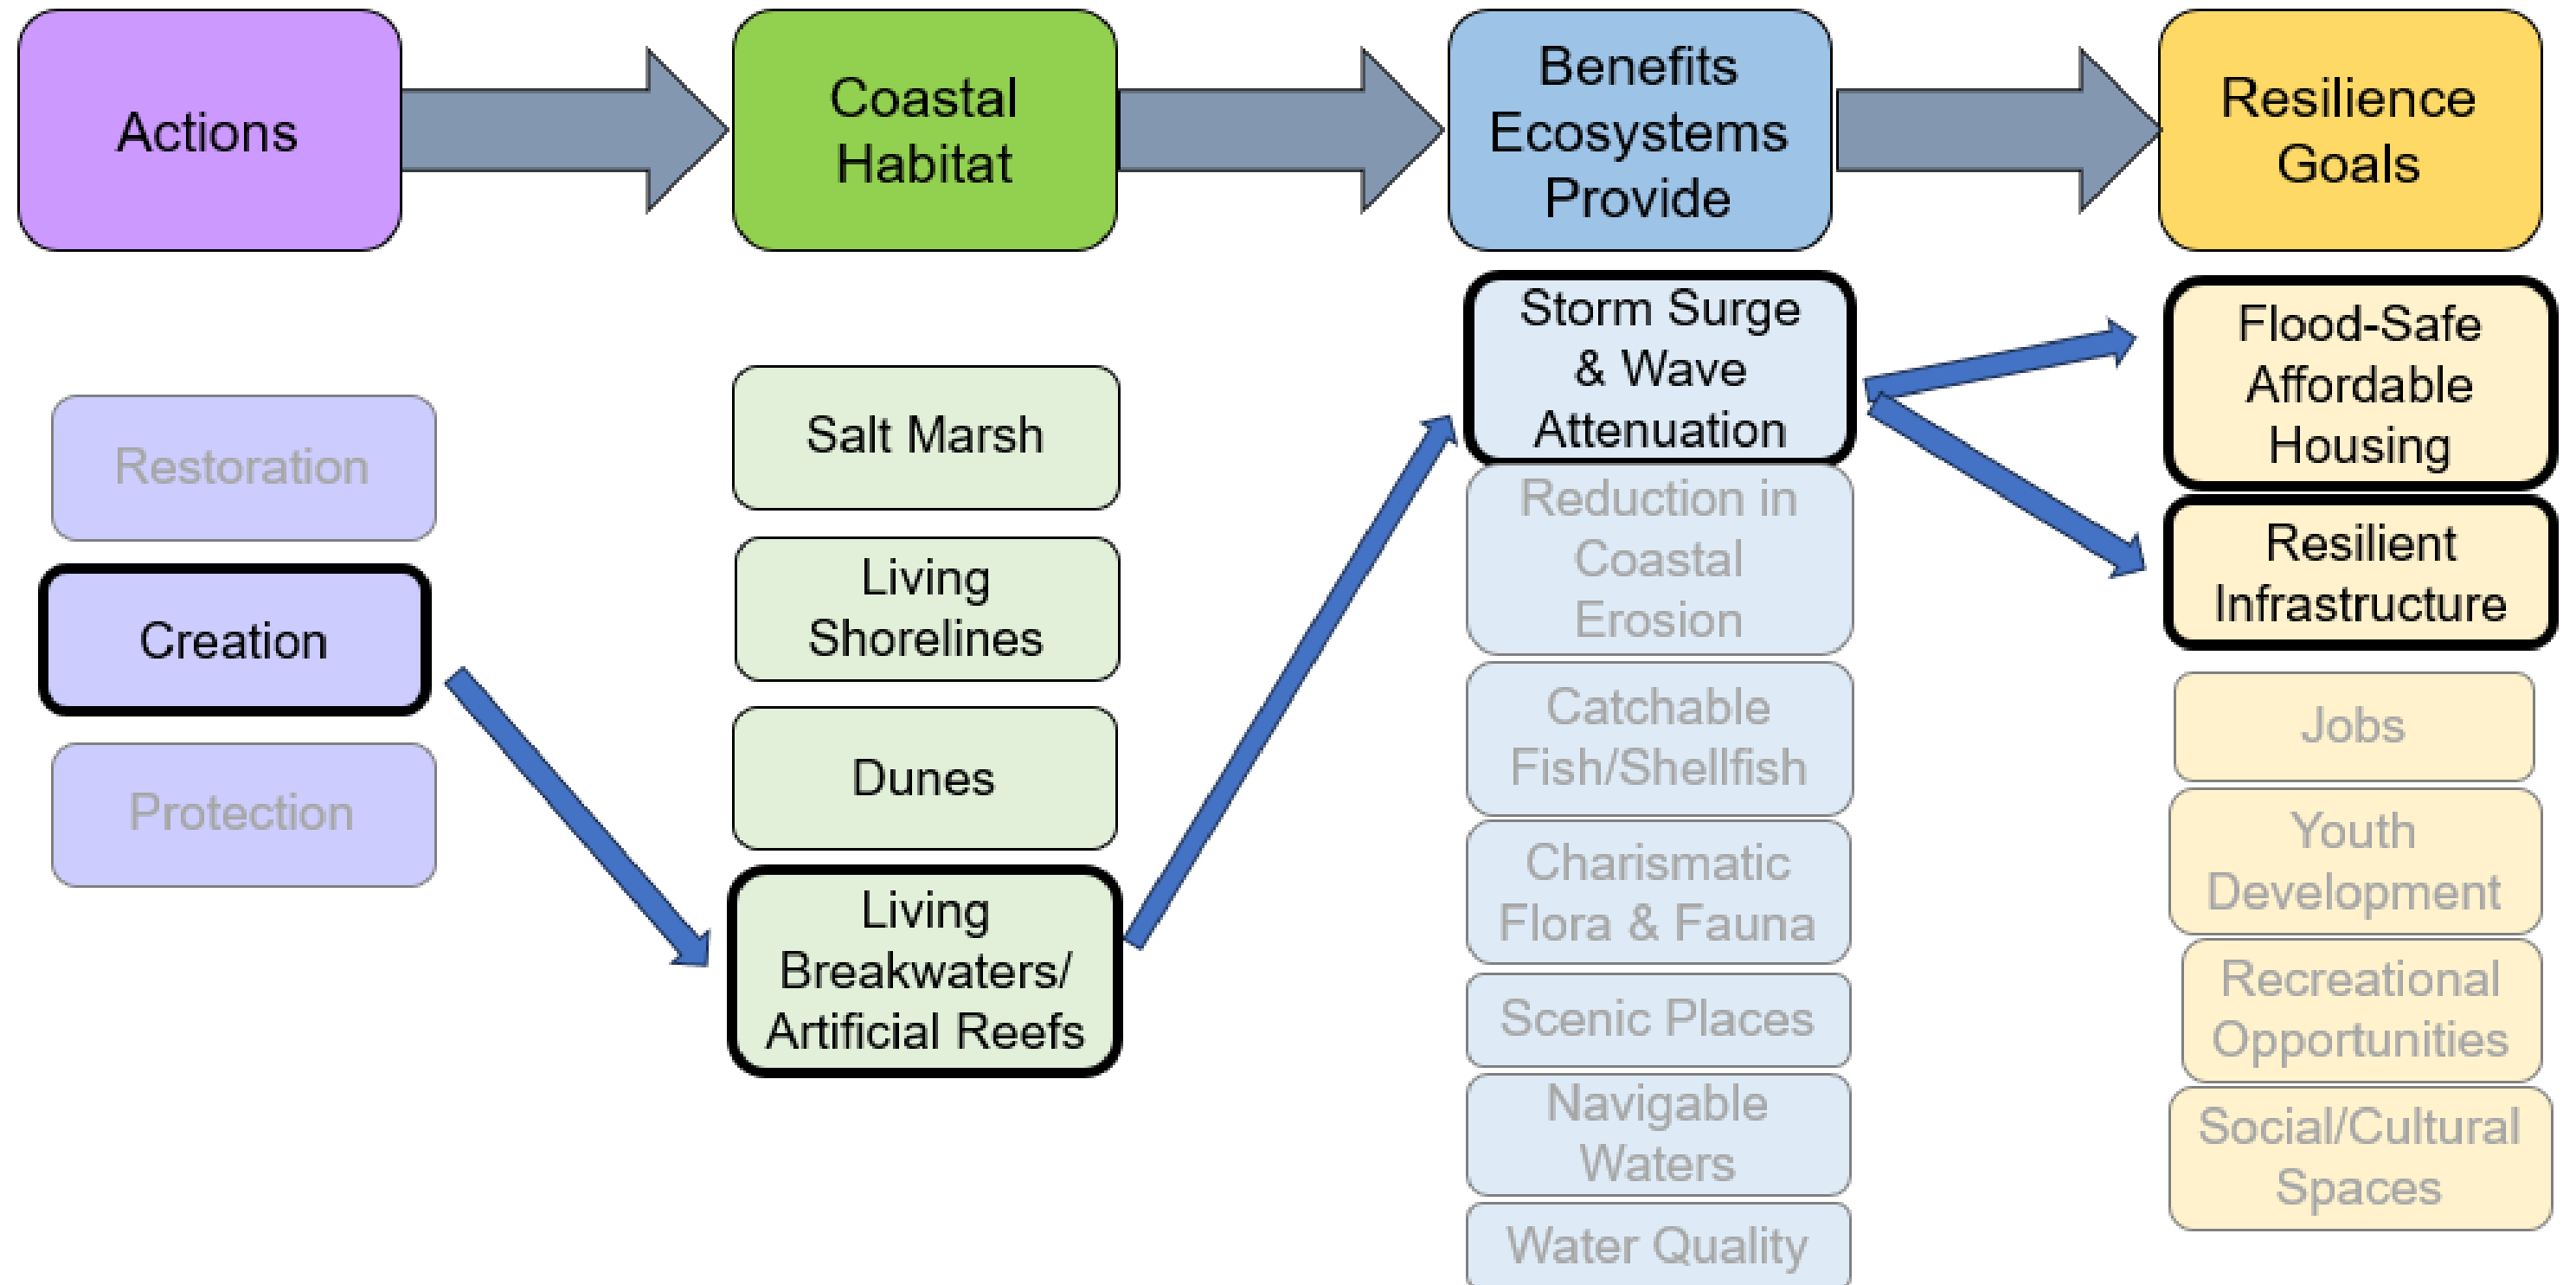 Actions
Coastal
Habitat
Benefits
Ecosystems
Provide
Resilience
Goals
Restoration
Creation
Protection
Salt Marsh
Living
Shorelines
Dunes
Living
Breakwaters/
Artificial Reefs
Storm Surge
& Wave
Attenuation
Reduction in
Coastal
Erosion
Catchable
Fish/Shellfish
Charismatic
Flora & Fauna
Scenic Places
Navigable
Waters
Water Quality
Flood-Safe
Affordable
Housing
Resilient
Infrastructure
Jobs
Youth
Development
Recreational
Opportunities
Social/Cultural
Spaces